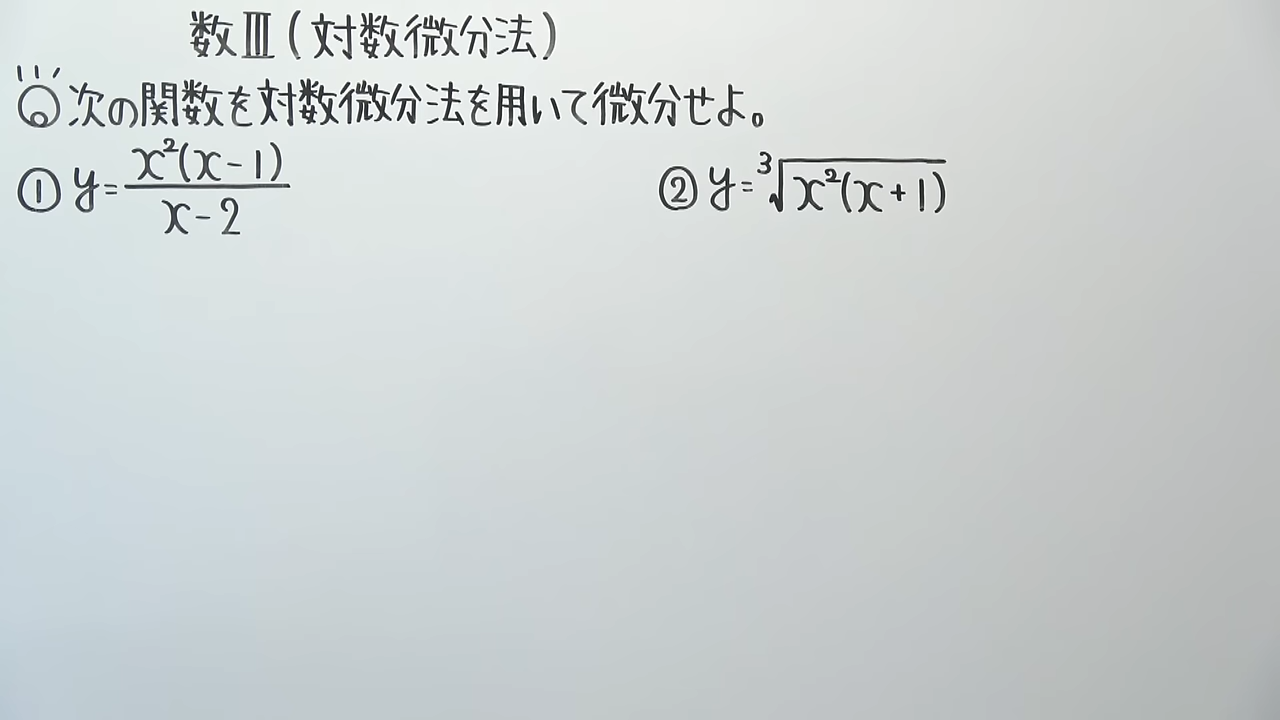 数Ⅲ(対数微分法)
Q 次の関数を対数微分法を用いて微分せよ。
① y = x²(x-1) / x-2
② y = ³√x²(x+1)